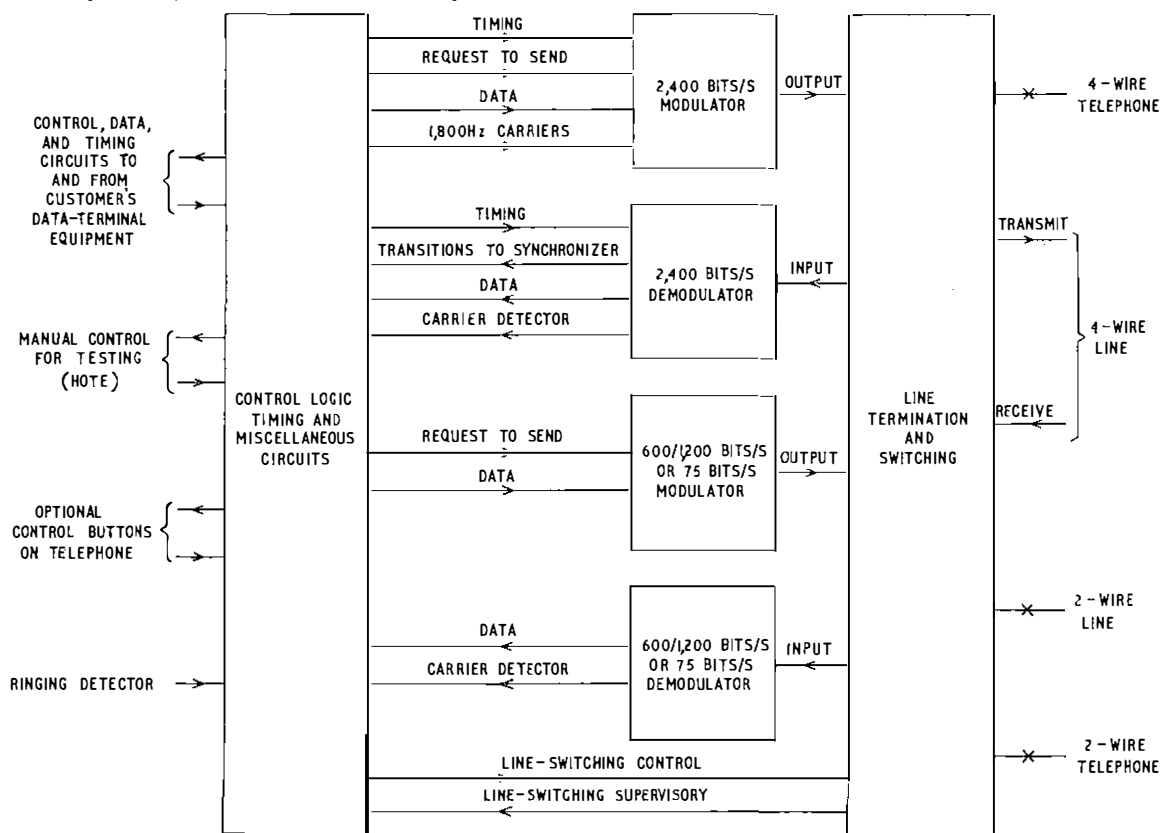 TIMING
REQUEST TO SEND
DATA
1,800Hz CARRIERS
2,400 BITS/S
MODULATOR
OUTPUT
4-WIRE
TELEPHONE
CONTROL, DATA,
AND TIMING
CIRCUITS TO
AND FROM
CUSTOMER'S
DATA-TERMINAL
EQUIPMENT
TIMING
TRANSITIONS TO SYNCHRONIZER
DATA
CARRIER DETECTOR
2,400 BITS/S
DEMODULATOR
INPUT
TRANSMIT
4-WIRE
LINE
RECEIVE
MANUAL CONTROL
FOR TESTING
(HOTE)
CONTROL LOGIC
TIMING AND
MISCELLANEOUS
CIRCUITS
LINE
TERMINATION
AND
SWITCHING
REQUEST TO SEND
DATA
600/1,200 BITS/S
OR 75 BITS/S
MODULATOR
OUTPUT
OPTIONAL
CONTROL BUTTONS
ON TELEPHONE
2-WIRE
LINE
DATA
CARRIER DETECTOR
600/1,200 BITS/S
OR 75 BITS/S
DEMODULATOR
INPUT
RINGING DETECTOR
LINE-SWITCHING CONTROL
LINE-SWITCHING SUPERVISORY
2-WIRE
TELEPHONE